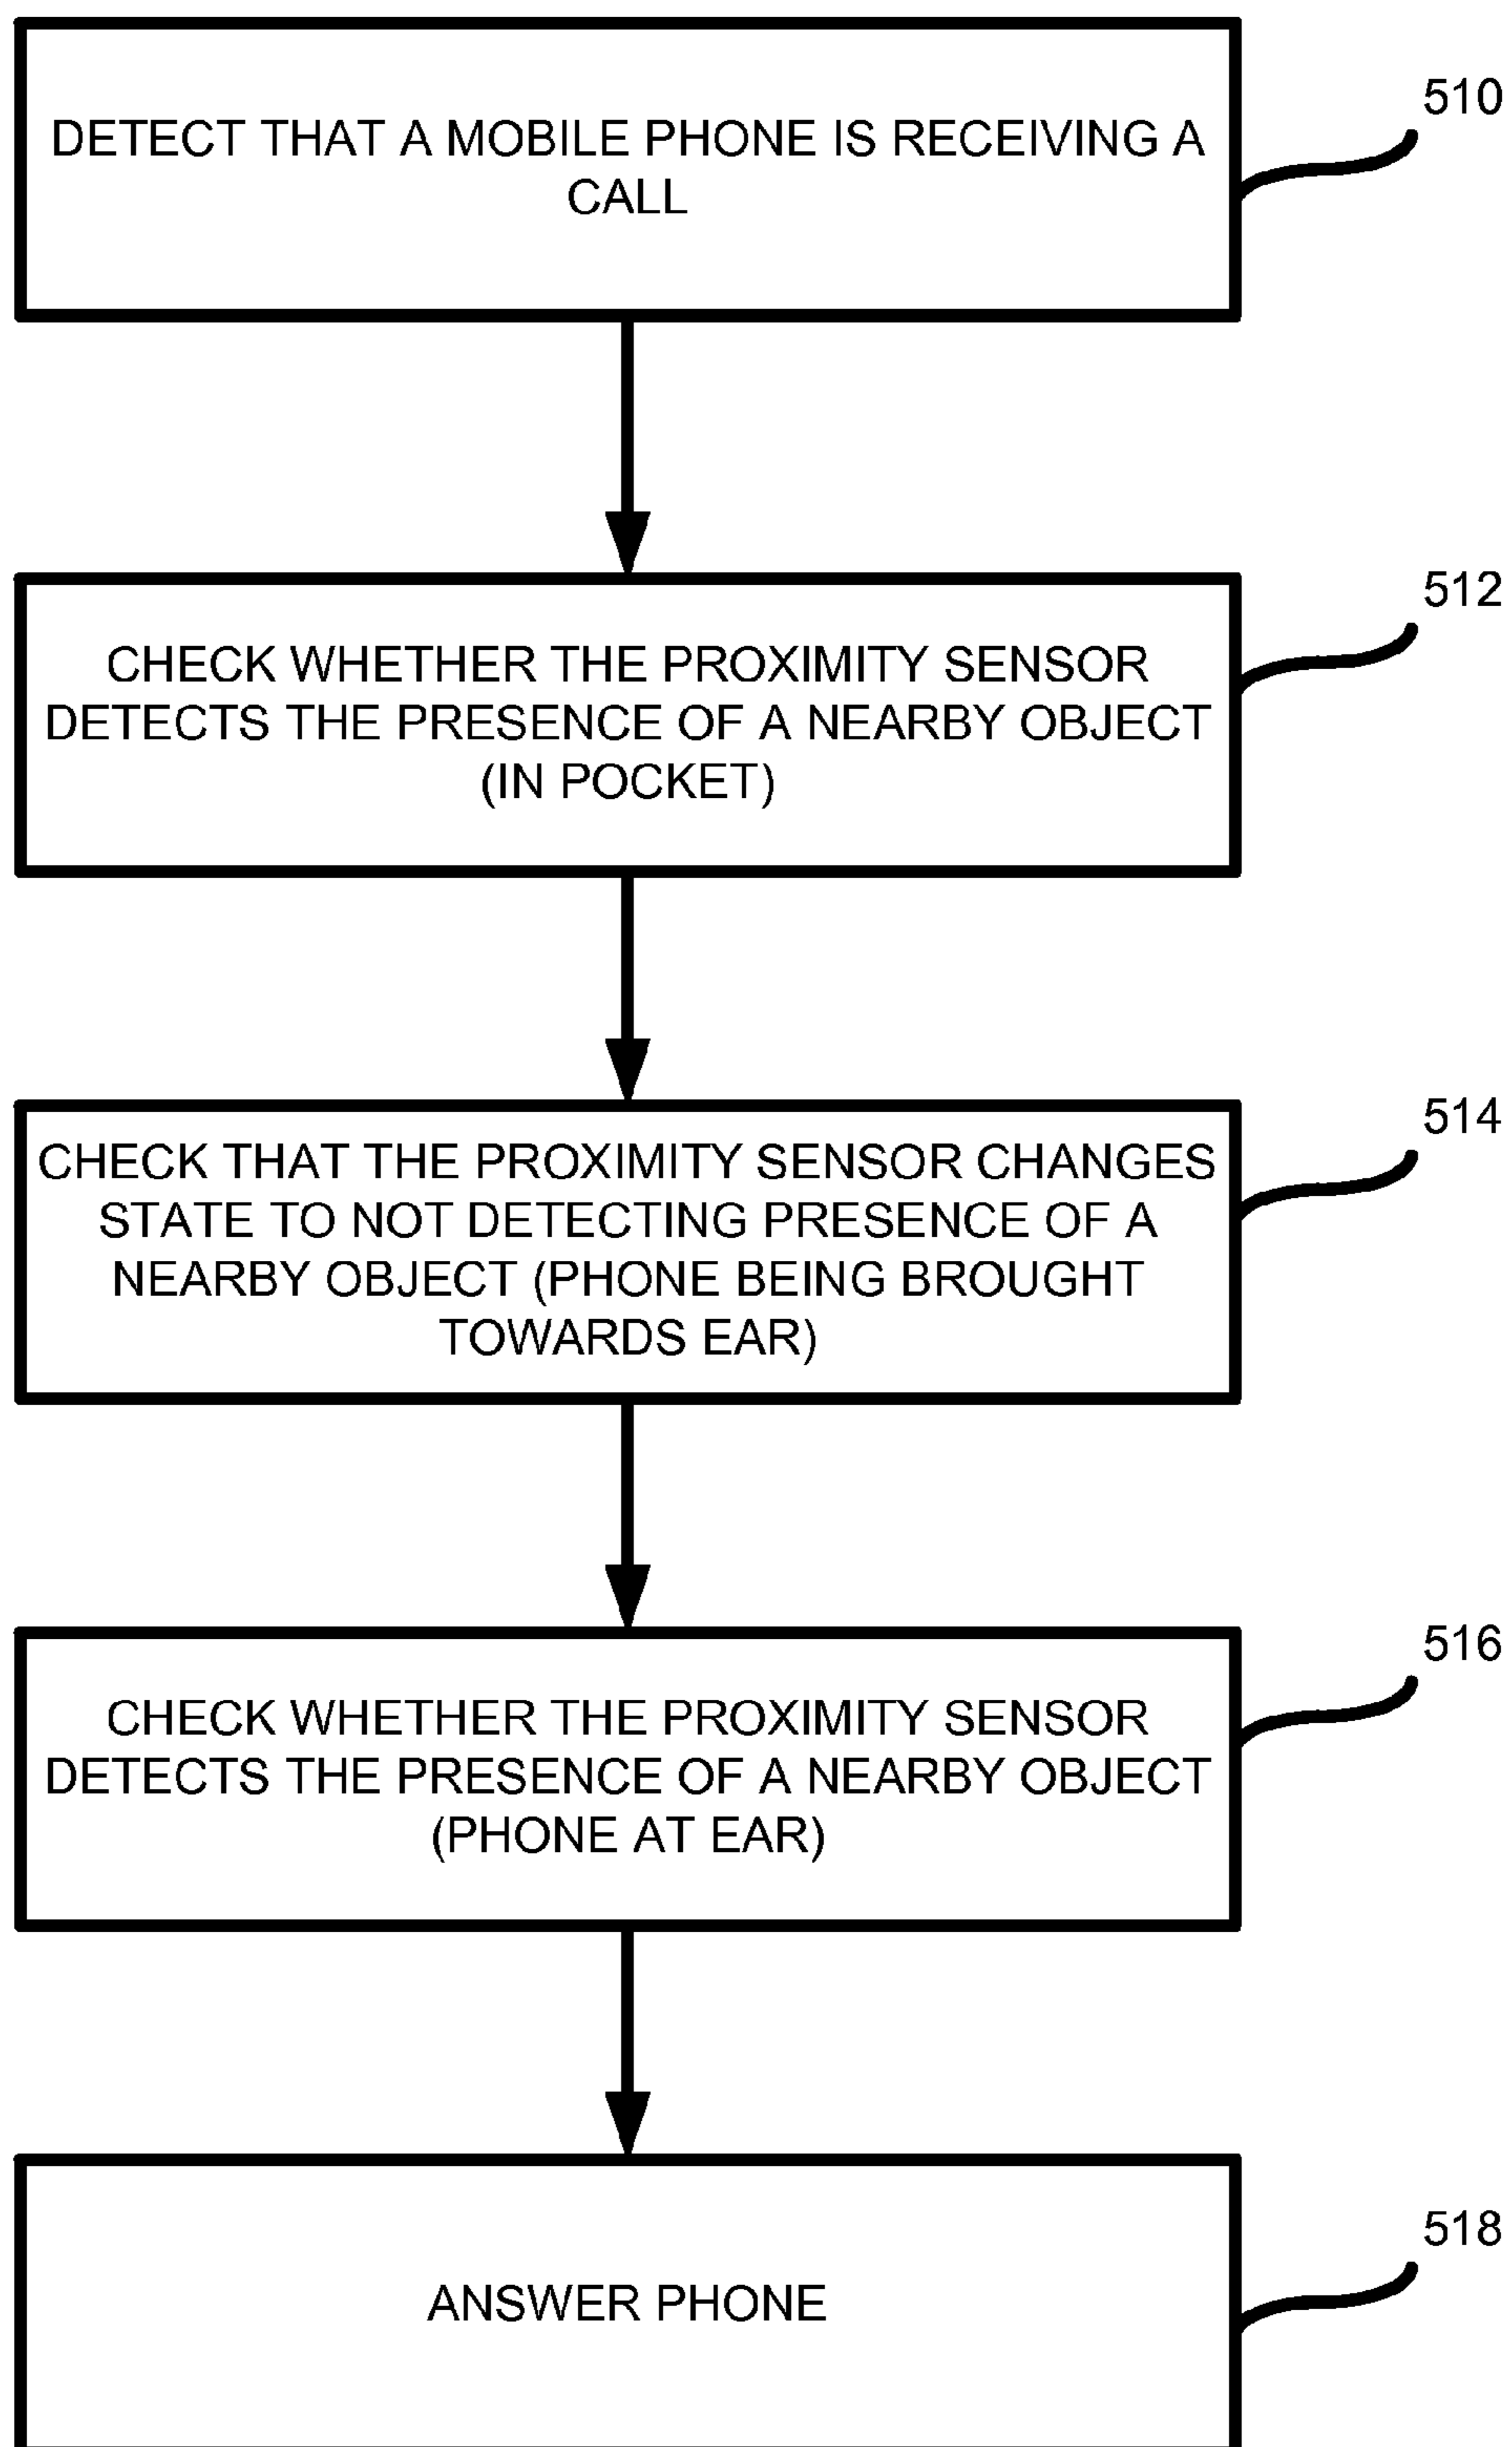 510
DETECT THAT A MOBILE PHONE IS RECEIVING A
CALL
512
CHECK WHETHER THE PROXIMITY SENSOR
DETECTS THE PRESENCE OF A NEARBY OBJECT
(IN POCKET)
514
CHECK THAT THE PROXIMITY SENSOR CHANGES
STATE TO NOT DETECTING PRESENCE OF A
NEARBY OBJECT (PHONE BEING BROUGHT
TOWARDS EAR)
516
CHECK WHETHER THE PROXIMITY SENSOR
DETECTS THE PRESENCE OF A NEARBY OBJECT
(PHONE AT EAR)
518
ANSWER PHONE